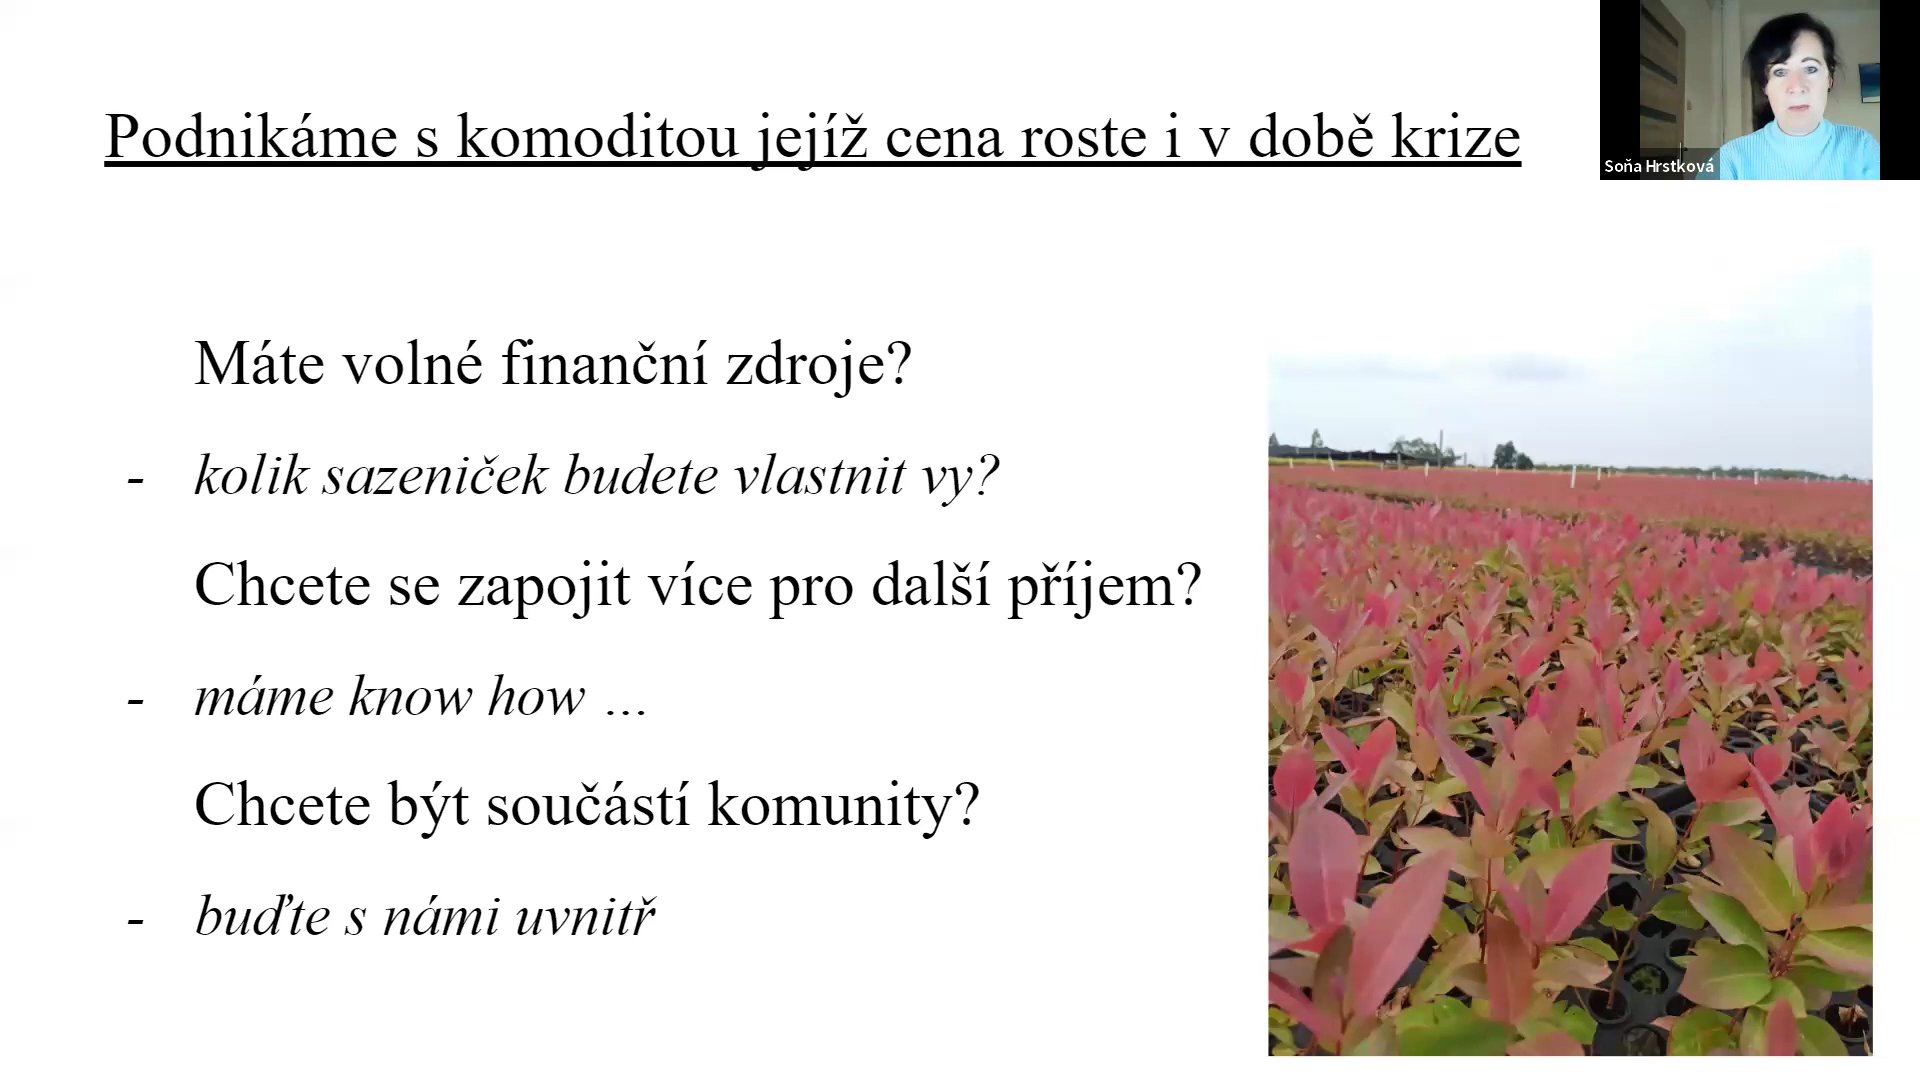 Podnikáme s komoditou jejíž cena roste i v době krize
Soňa Hrstková
Máte volné finanční zdroje?
- kolik sazeniček budete vlastnit vy?
Chcete se zapojit více pro další příjem?
- máme know how ...
Chcete být součástí komunity?
- buďte s námi uvnitř